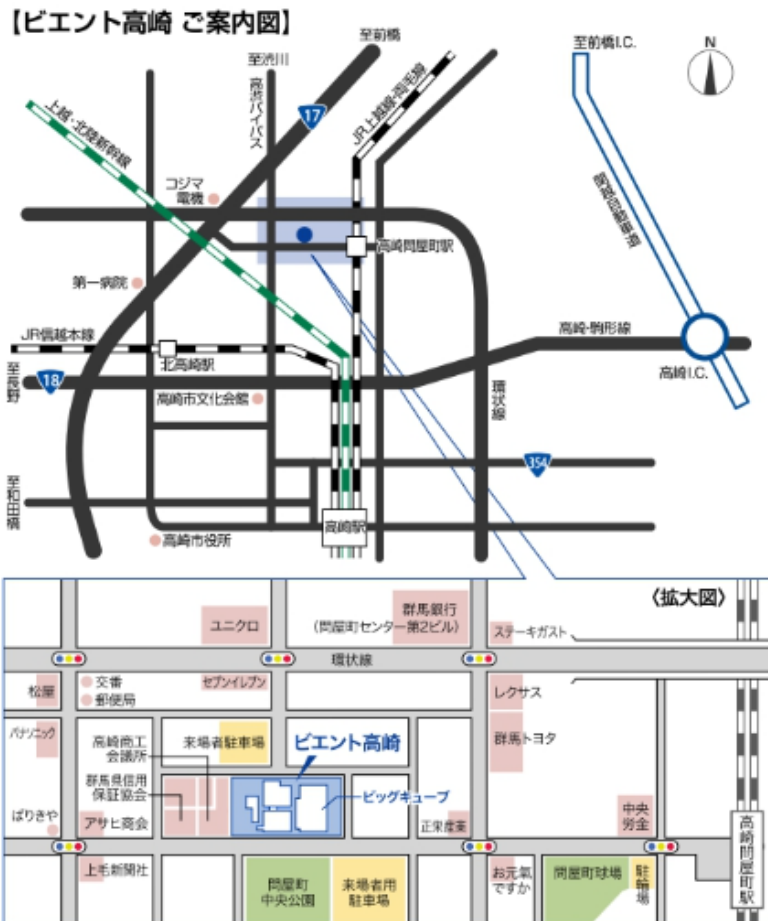 【ビエント高崎 ご案内図】
至前橋
至渋川
高渋バイパス
17
上越・北陸新幹線
JR上越線・両毛線
至前橋I.C.
N
関越自動車道
コジマ
電機
高崎問屋町駅
第一病院
JR信越本線
北高崎駅
至長野
18
高崎・駒形線
高崎I.C.
高崎市文化会館
環状線
354
至和田橋
高崎駅
高崎市役所
〈拡大図〉
ユニクロ
群馬銀行
(問屋町センター第2ビル)
ステーキガスト
環状線
松屋
交番
郵便局
セブンイレブン
レクサス
パナソニック
高崎商工
会議所
来場者駐車場
ビエント高崎
群馬トヨタ
群馬県信用
保証協会
ビッグキューブ
ばりきや
アサヒ商会
正栄産業
中央
労金
高崎問屋町駅
上毛新聞社
問屋町
中央公園
来場者用
駐車場
お元氣
ですか
問屋町球場
駐輪場